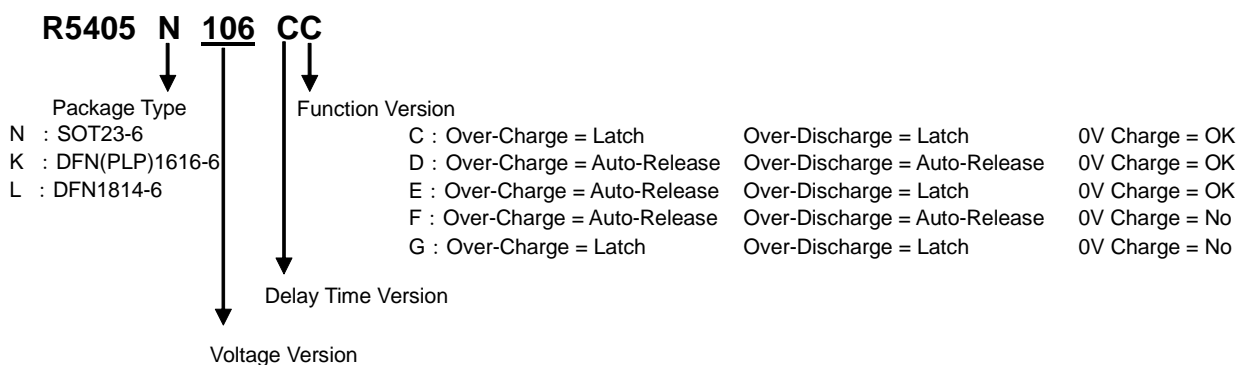 R5405 N 106 CC
Package Type
Function Version
N : SOT23-6
K : DFN(PLP)1616-6
L : DFN1814-6
C : Over-Charge = Latch Over-Discharge = Latch 0V Charge = OK
D : Over-Charge = Auto-Release Over-Discharge = Auto-Release 0V Charge = OK
E : Over-Charge = Auto-Release Over-Discharge = Latch 0V Charge = OK
F : Over-Charge = Auto-Release Over-Discharge = Auto-Release 0V Charge = No
G : Over-Charge = Latch Over-Discharge = Latch 0V Charge = No
Delay Time Version
Voltage Version